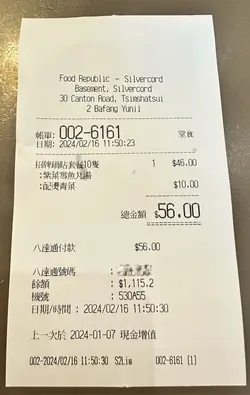 Food Republic - Silvercord
Basement, Silvercord
30 Canton Road, Tsimshatsui
2 Bafang Yunji
帳單: 002-6161 堂食
日期: 2024/02/16 11:50:23
招牌鍋貼套餐10隻 1 $46.00
:紫菜雪魚丸湯
:配燙青菜 $10.00
總金額 $56.00
八達通付款 $56.00
八達通號碼 :
餘額 : $1,115.2
機號 : 530A55
日期/時間 : 2024/02/16 11:50:30
上一次於 2024-01-07 現金增值
002-2024/02/16 11:50:30 S2Lim 002-6161 [1]